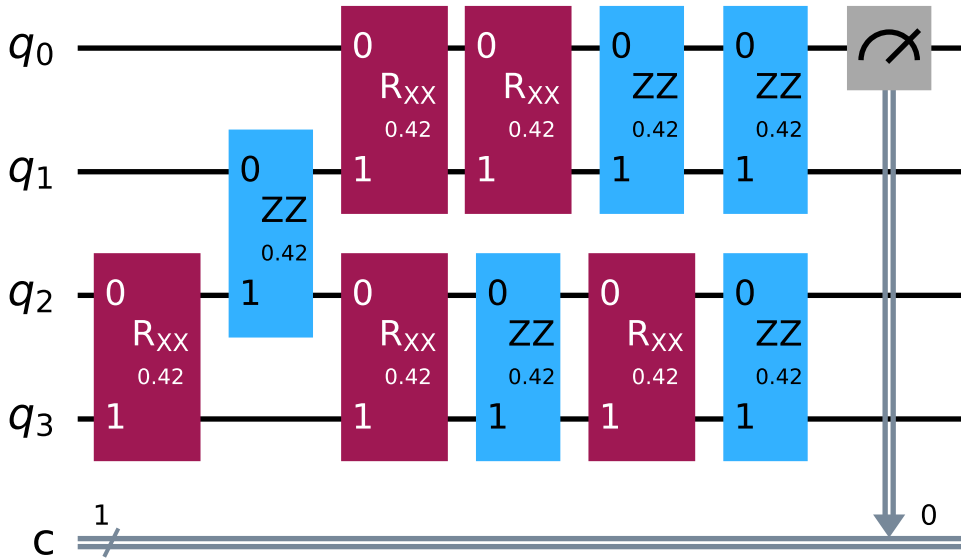 q0 0 0 0 0
RXX RXX ZZ ZZ
0.42 0.42 0.42 0.42
q1 0 1 1 1 1
ZZ
0.42
q2 0 1 0 0 0 0
RXX RXX ZZ RXX ZZ
0.42 0.42 0.42 0.42 0.42
q3 1 1 1 1 1
1 0
c